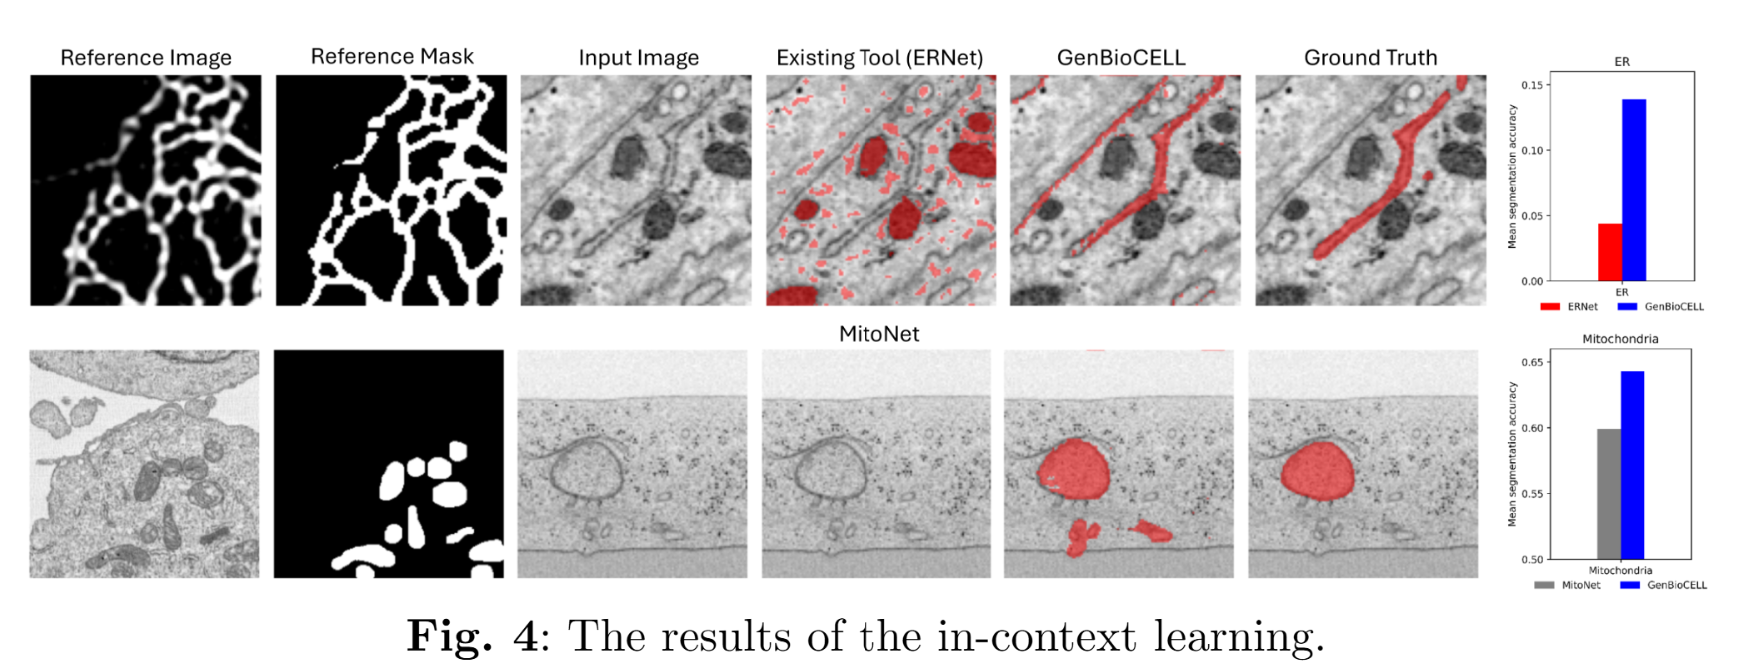 Reference Image
Reference Mask
Input Image
Existing Tool (ERNet)
GenBioCELL
Ground Truth
ER
Mean segmentation accuracy
0.15
0.10
0.05
0.00
ER
ERNet
GenBioCELL
MitoNet
Mitochondria
Mean segmentation accuracy
0.65
0.60
0.55
0.50
Mitochondria
MitoNet
GenBioCELL
Fig. 4: The results of the in-context learning.